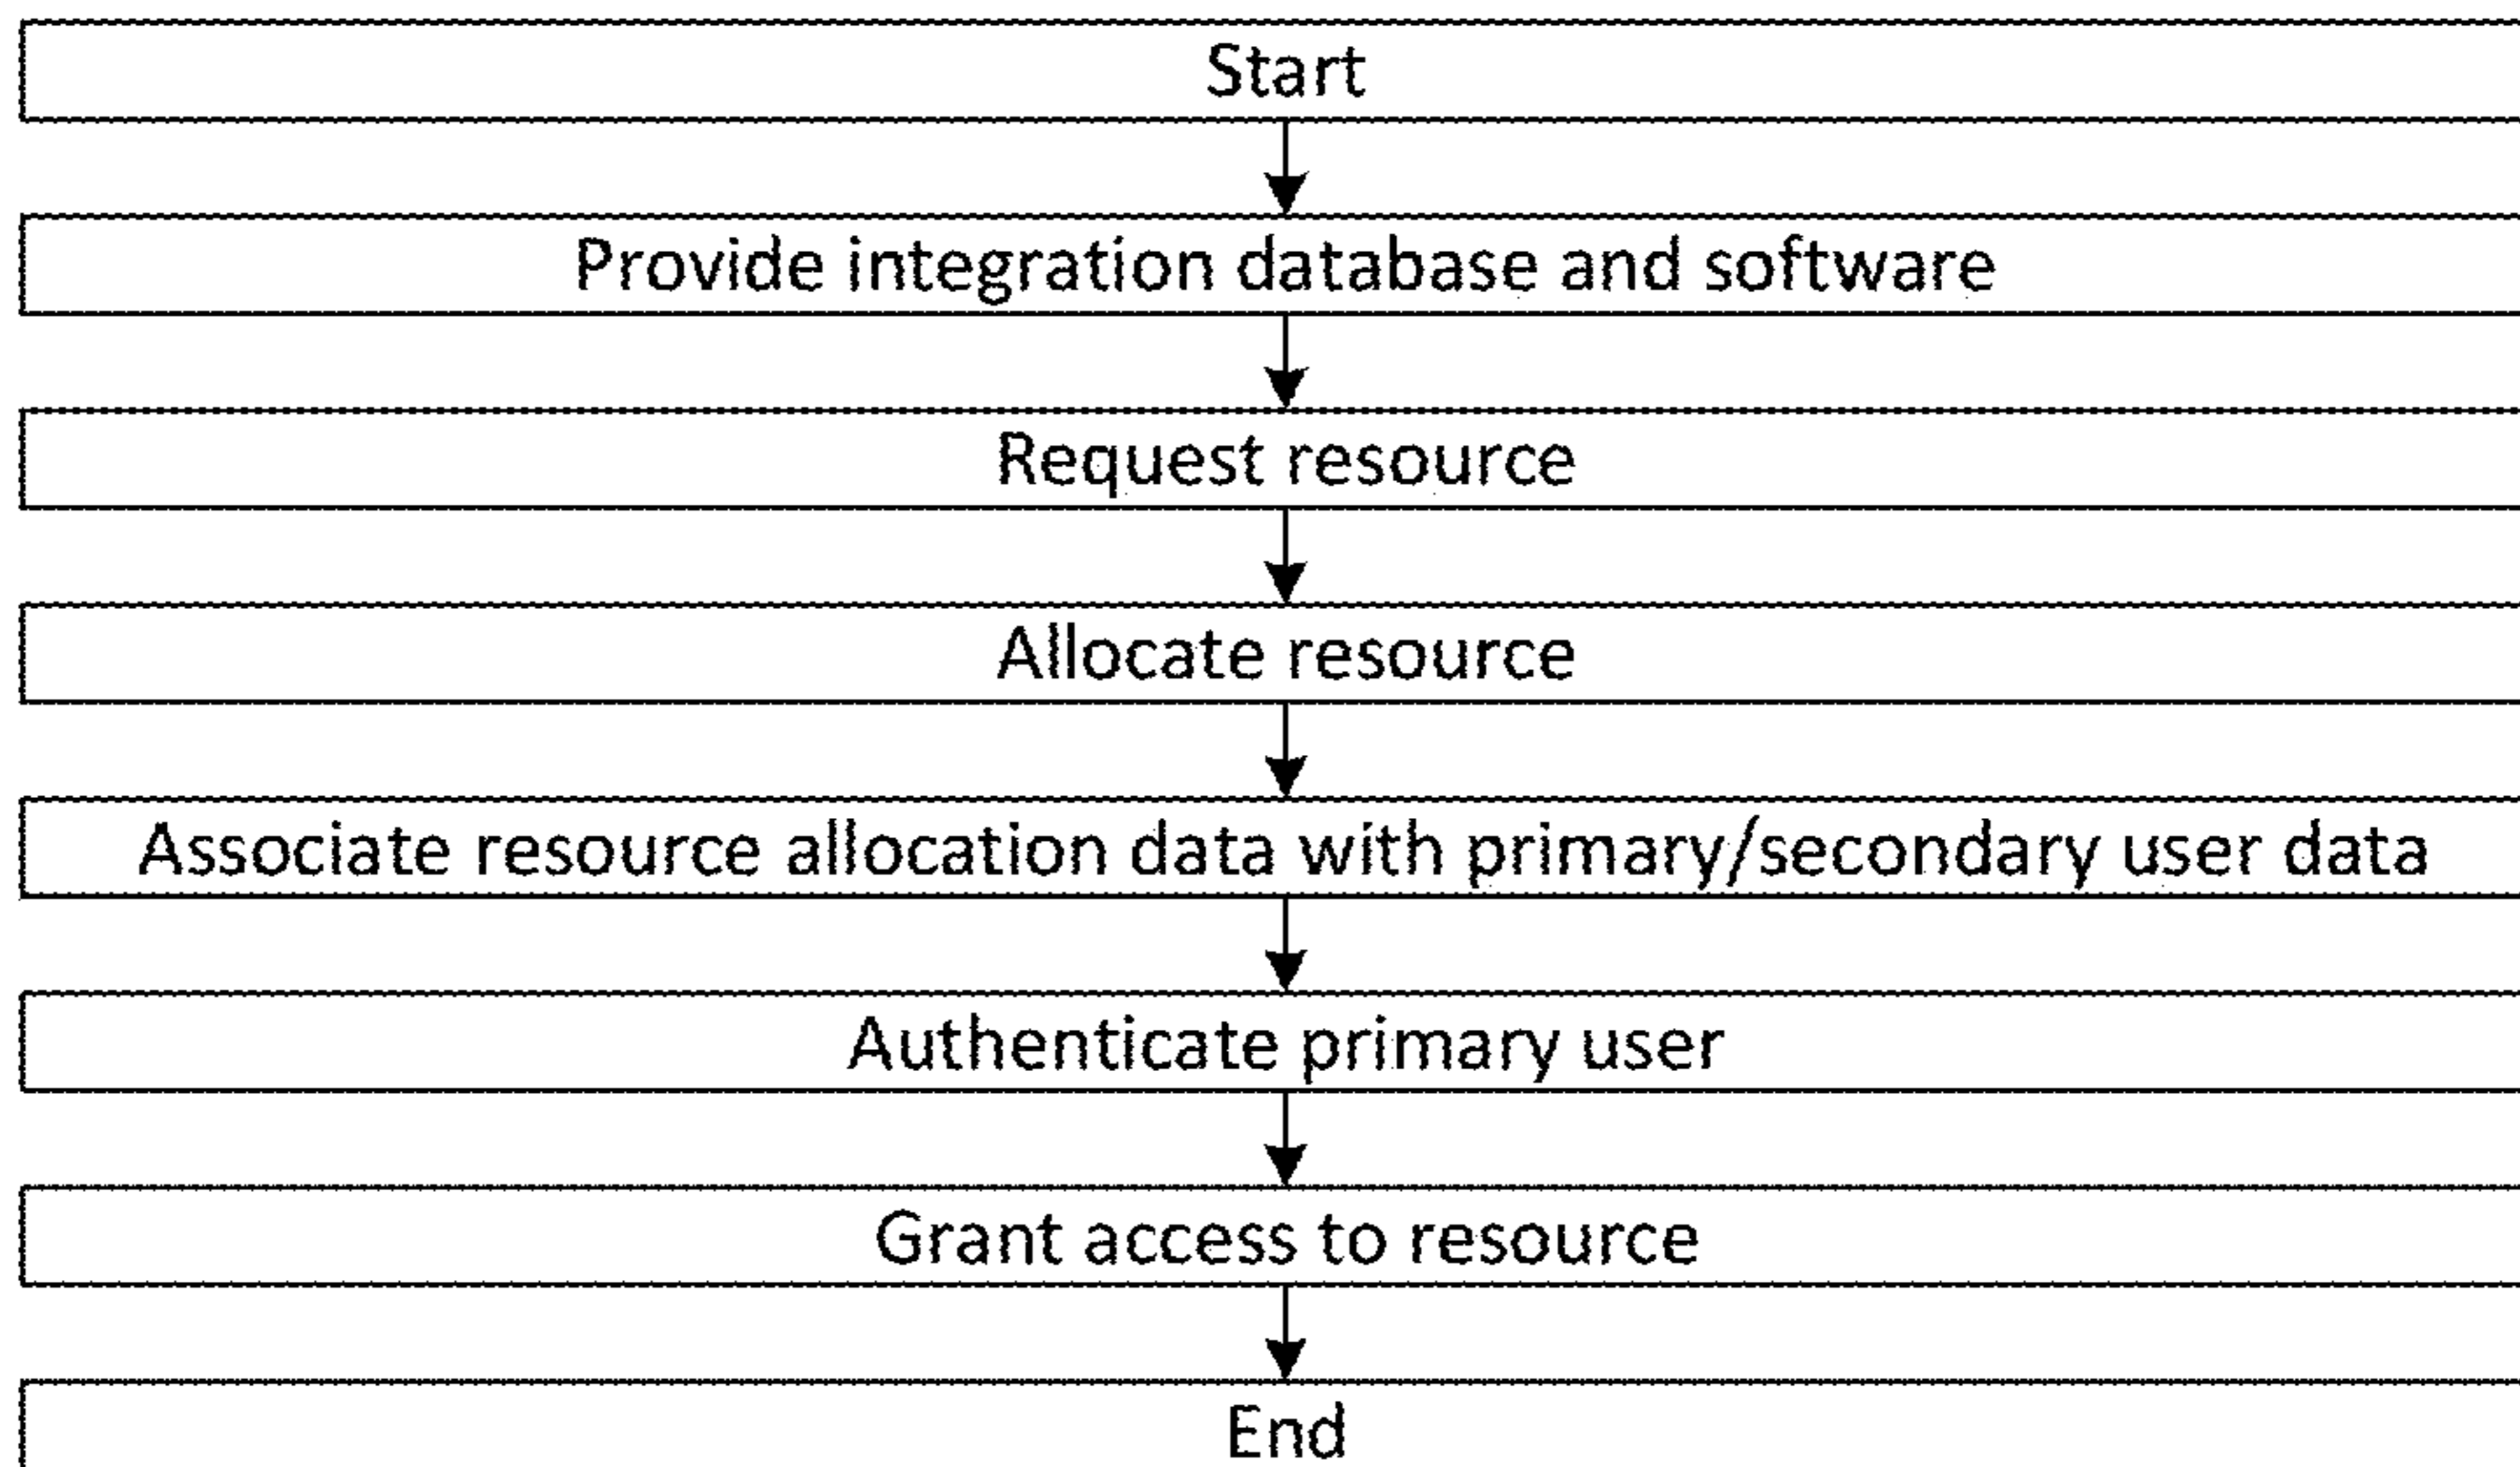 Start
Provide integration database and software
Request resource
Allocate resource
Associate resource allocation data with primary/secondary user data
Authenticate primary user
Grant access to resource
End